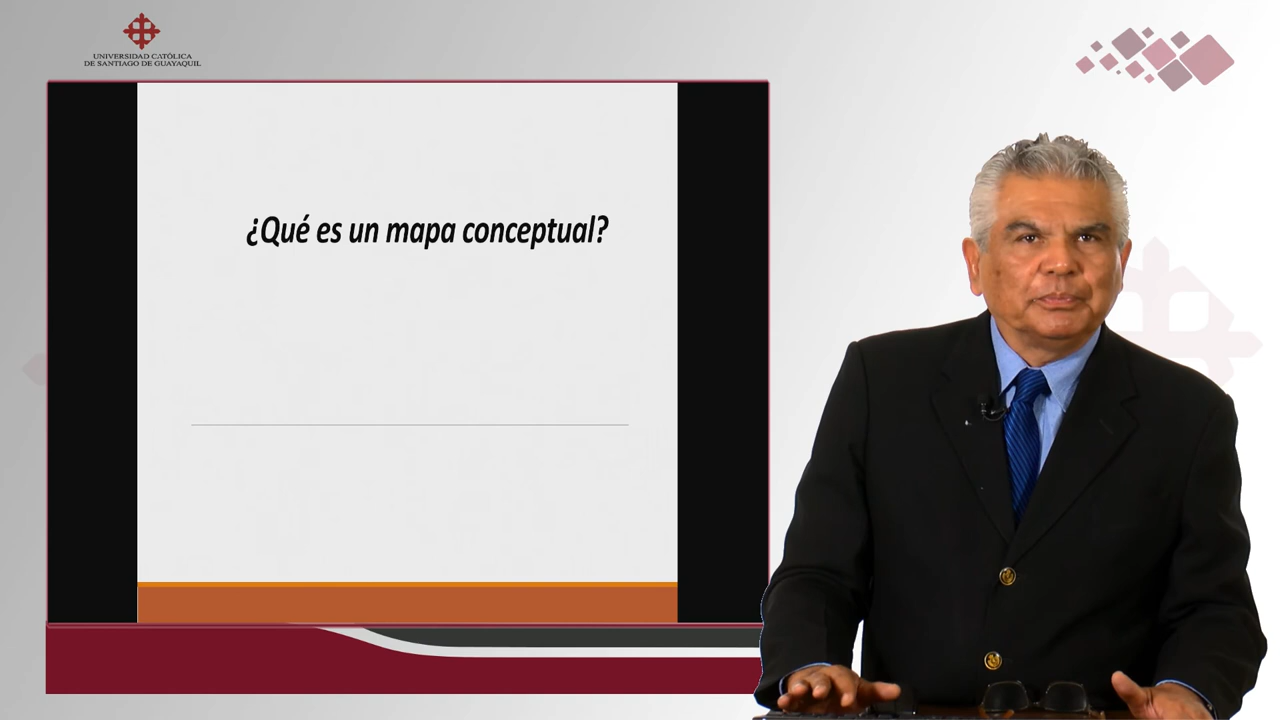 UNIVERSIDAD CATÓLICA
DE SANTIAGO DE GUAYAQUIL
¿Qué es un mapa conceptual?